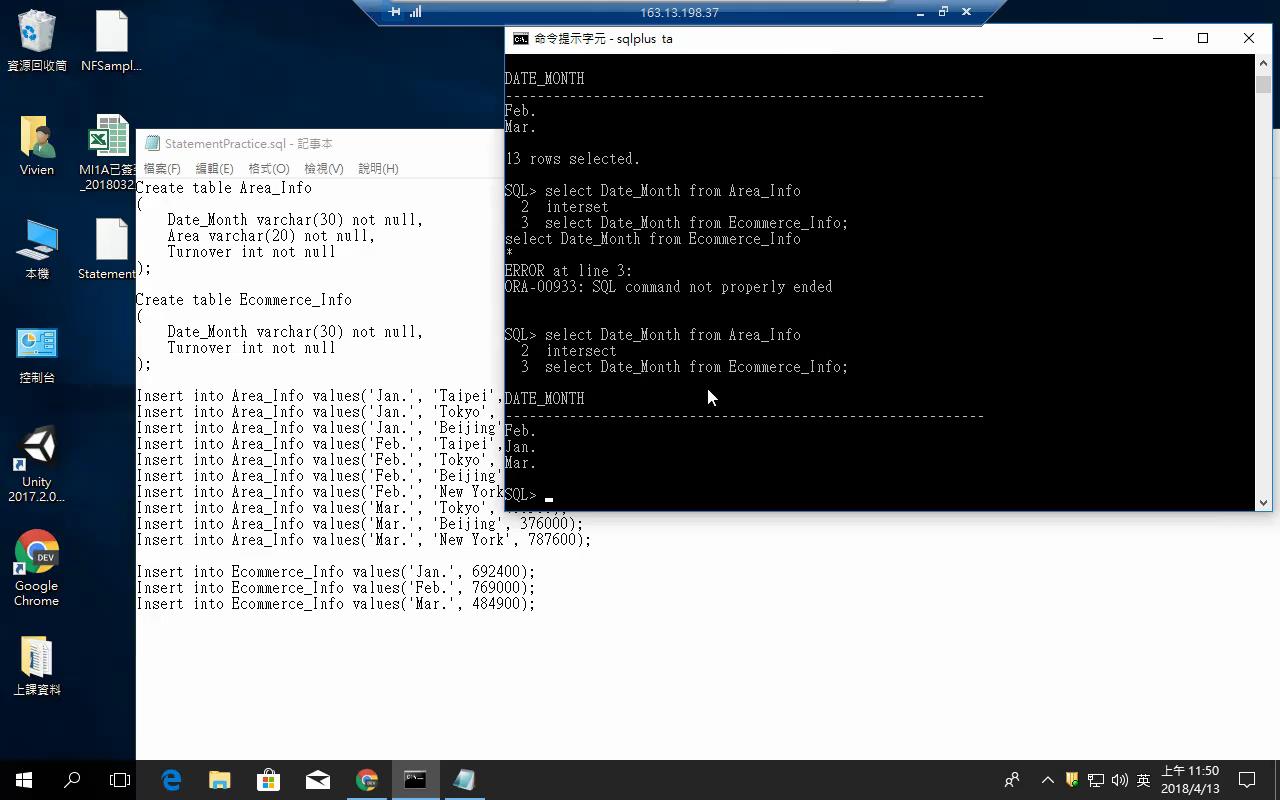 163.13.198.37
資源回收筒
NFSampl...
Vivien
MI1A已簽
_2018032
本機
Statement
控制台
Unity
2017.2.0...
DEV
Google
Chrome
上課資料
StatementPractice.sql - 記事本
檔案(F) 編輯(E) 格式(O) 檢視(V) 說明(H)
Create table Area_Info
(
Date_Month varchar(30) not null,
Area varchar(20) not null,
Turnover int not null
);
Create table Ecommerce_Info
(
Date_Month varchar(30) not null,
Turnover int not null
);
Insert into Area_Info values('Jan.', 'Taipei',
Insert into Area_Info values('Jan.', 'Tokyo',
Insert into Area_Info values('Jan.', 'Beijing'
Insert into Area_Info values('Feb.', 'Taipei',
Insert into Area_Info values('Feb.', 'Tokyo',
Insert into Area_Info values('Feb.', 'Beijing'
Insert into Area_Info values('Feb.', 'New York
Insert into Area_Info values('Mar.', 'Tokyo',
Insert into Area_Info values('Mar.', 'Beijing', 376000);
Insert into Area_Info values('Mar.', 'New York', 787600);
Insert into Ecommerce_Info values('Jan.', 692400);
Insert into Ecommerce_Info values('Feb.', 769000);
Insert into Ecommerce_Info values('Mar.', 484900);
命令提示字元 - sqlplus ta
DATE_MONTH
------------------------------------------------------------
Feb.
Mar.
13 rows selected.
SQL> select Date_Month from Area_Info
2 interset
3 select Date_Month from Ecommerce_Info;
select Date_Month from Ecommerce_Info
*
ERROR at line 3:
ORA-00933: SQL command not properly ended
SQL> select Date_Month from Area_Info
2 intersect
3 select Date_Month from Ecommerce_Info;
DATE_MONTH
------------------------------------------------------------
Feb.
Jan.
Mar.
SQL>
英
上午 11:50
2018/4/13